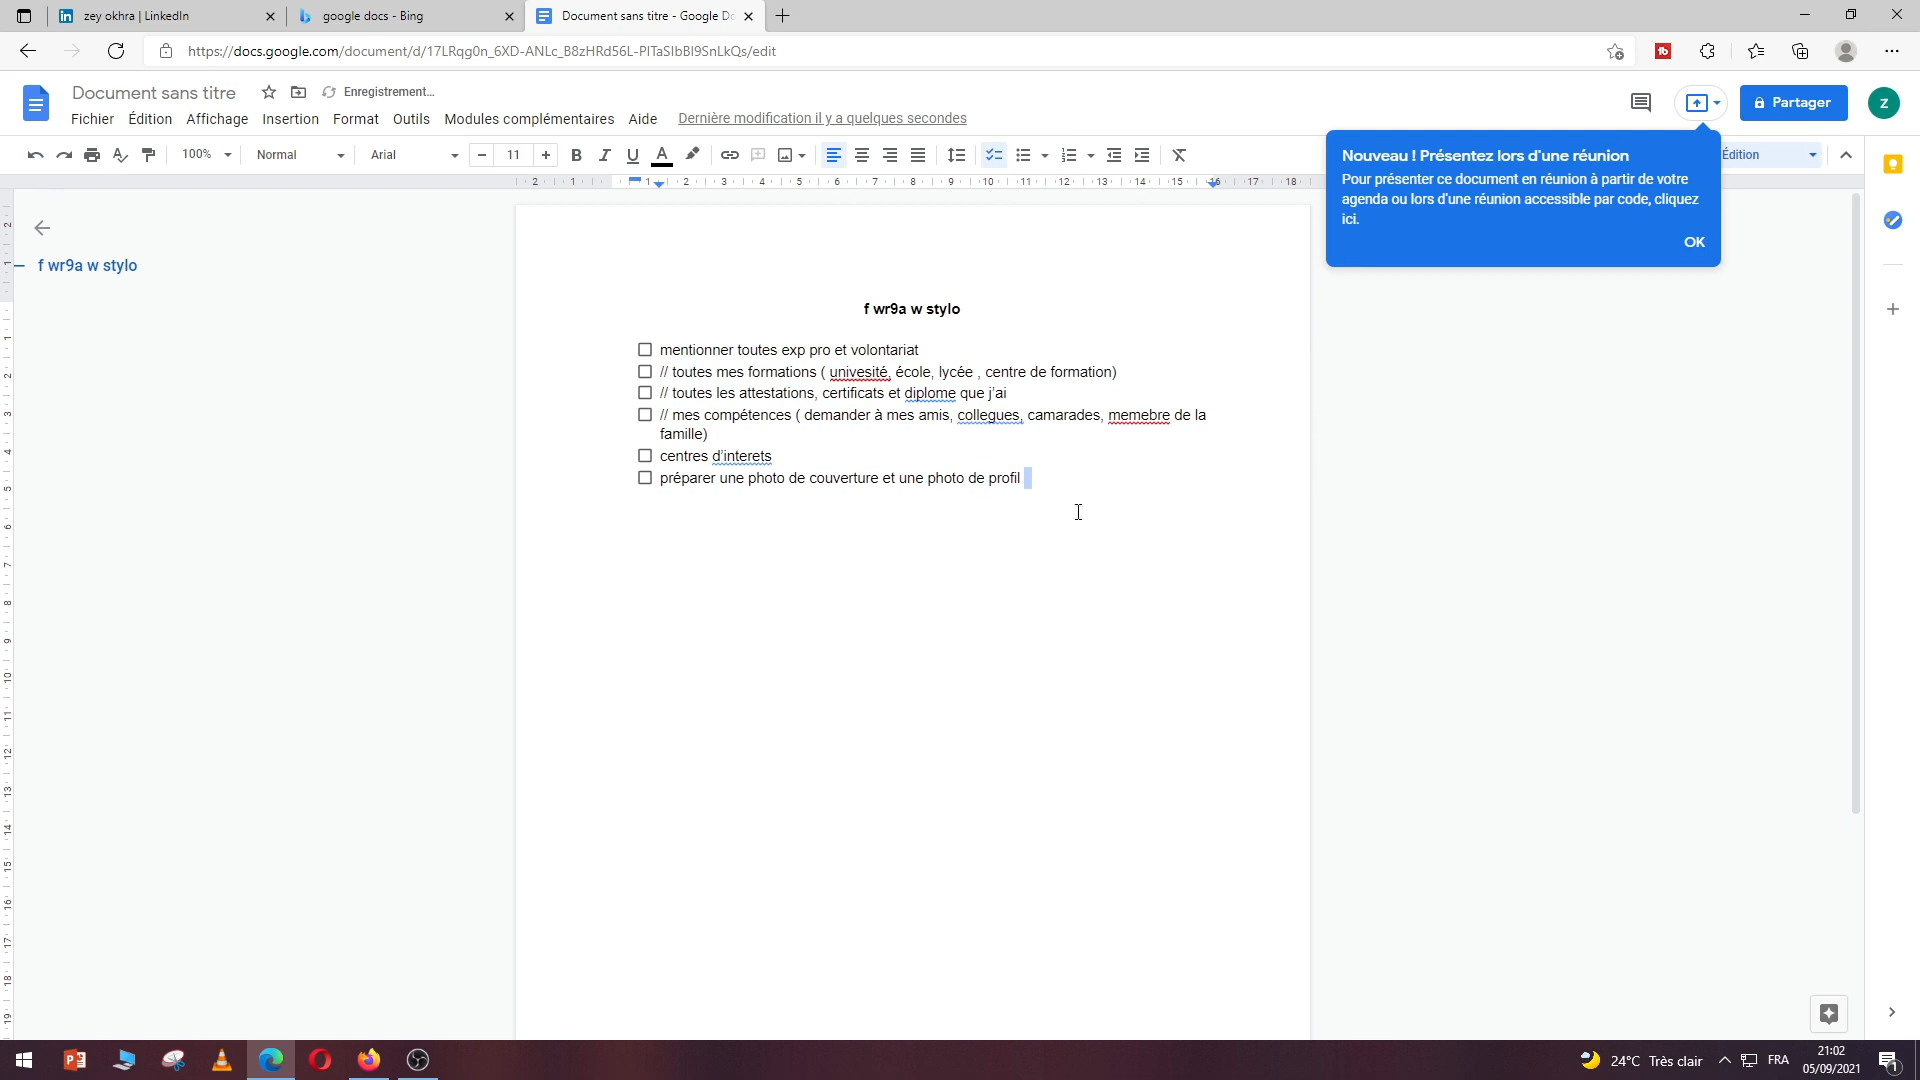 zey okhra | LinkedIn
google docs - Bing
Document sans titre - Google Do
https://docs.google.com/document/d/17LRqg0n_6XD-ANLc_B8zHRd56L-PITaSIbBI9SnLkQs/edit
Document sans titre
Enregistrement...
Partager
Z
Fichier Édition Affichage Insertion Format Outils Modules complémentaires Aide Dernière modification il y a quelques secondes
100% Normal Arial 11 Édition
Nouveau ! Présentez lors d'une réunion
Pour présenter ce document en réunion à partir de votre
agenda ou lors d'une réunion accessible par code, cliquez
ici.
OK
f wr9a w stylo
f wr9a w stylo
mentionner toutes exp pro et volontariat
// toutes mes formations ( univesité, école, lycée , centre de formation)
// toutes les attestations, certificats et diplome que j'ai
// mes compétences ( demander à mes amis, collegues, camarades, memebre de la
famille)
centres d'interets
préparer une photo de couverture et une photo de profil
24°C Très clair
FRA
21:02
05/09/2021
1